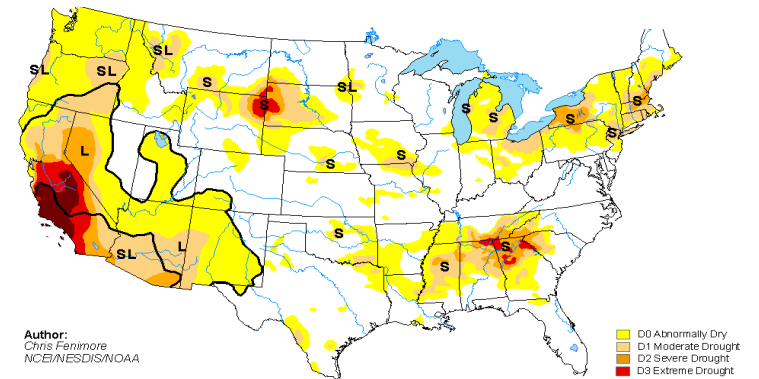 SL
SL
SL
S
S
SL
S
S
S
S
S
L
S
S
S
S
L
SL
S
S
Author:
Chris Fenimore
NCEI/NESDIS/NOAA
D0 Abnormally Dry
D1 Moderate Drought
D2 Severe Drought
D3 Extreme Drought